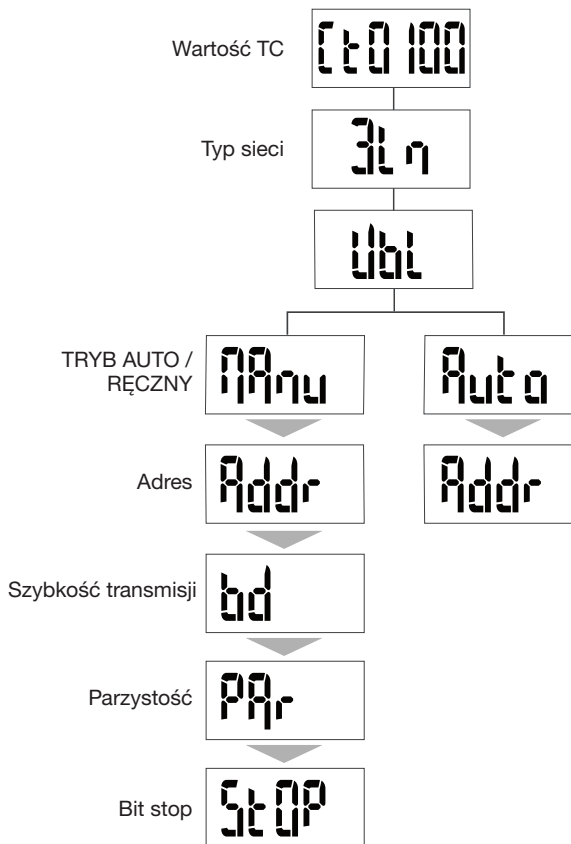 Wartość TC
Ct0100
Typ sieci
3Ln
Ubl
TRYB AUTO /
RĘCZNY
MAnu
Auto
Adres
Addr
Addr
Szybkość transmisji
bd
Parzystość
PAr
Bit stop
StOP